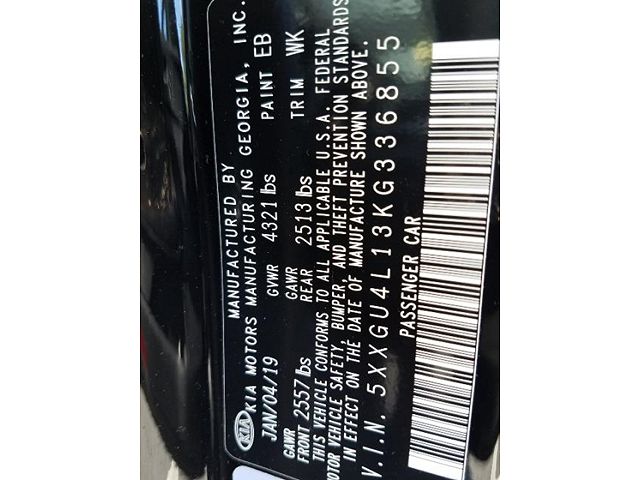 KIA
MANUFACTURED BY
KIA MOTORS MANUFACTURING GEORGIA, INC.
JAN/04/19 GVWR 4321 lbs PAINT EB
GAWR FRONT 2557 lbs GAWR REAR 2513 lbs TRIM WK
THIS VEHICLE CONFORMS TO ALL APPLICABLE U.S.A. FEDERAL
MOTOR VEHICLE SAFETY, BUMPER, AND THEFT PREVENTION STANDARDS
IN EFFECT ON THE DATE OF MANUFACTURE SHOWN ABOVE.
V.I.N. 5XXGU4L13KG336855
PASSENGER CAR